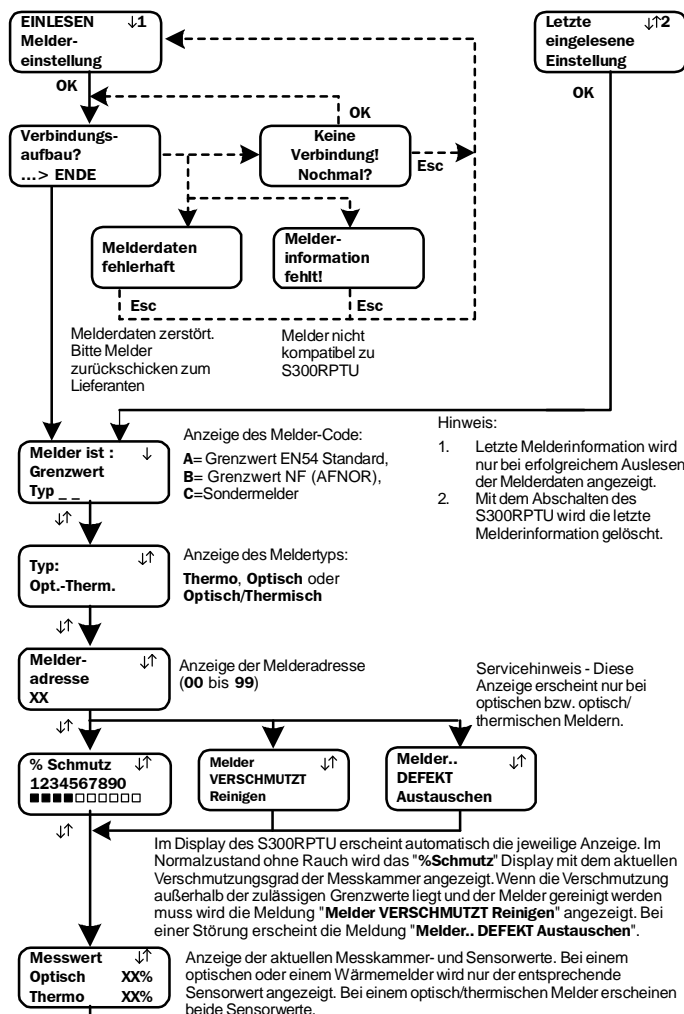 EINLESEN ↓1
Melder-
einstellung
Letzte ↓↑2
eingelesene
Einstellung
OK
OK
OK
Verbindungs-
aufbau?
...> ENDE
Keine
Verbindung!
Nochmal?
Esc
Melderdaten
fehlerhaft
Melder-
information
fehlt!
Esc
Esc
Melderdaten zerstört.
Bitte Melder
zurückschicken zum
Lieferanten
Melder nicht
kompatibel zu
S300RPTU
Melder ist : ↓
Grenzwert
Typ _ _
Anzeige des Melder-Code:
A= Grenzwert EN54 Standard,
B= Grenzwert NF (AFNOR),
C=Sondermelder
Hinweis:
1. Letzte Melderinformation wird
nur bei erfolgreichem Auslesen
der Melderdaten angezeigt.
2. Mit dem Abschalten des
S300RPTU wird die letzte
Melderinformation gelöscht.
↓↑
Typ: ↓↑
Opt.-Therm.
Anzeige des Meldertyps:
Thermo, Optisch oder
Optisch/Thermisch
↓↑
Melder- ↓↑
adresse
XX
Anzeige der Melderadresse
(00 bis 99)
Servicehinweis - Diese
Anzeige erscheint nur bei
optischen bzw. optisch/
thermischen Meldern.
↓↑
% Schmutz ↓↑
1234567890
■■■■□□□□□□
Melder ↓↑
VERSCHMUTZT
Reinigen
Melder.. ↓↑
DEFEKT
Austauschen
↓↑
Im Display des S300RPTU erscheint automatisch die jeweilige Anzeige. Im
Normalzustand ohne Rauch wird das "%Schmutz" Display mit dem aktuellen
Verschmutzungsgrad der Messkammer angezeigt. Wenn die Verschmutzung
außerhalb der zulässigen Grenzwerte liegt und der Melder gereinigt werden
muss wird die Meldung "Melder VERSCHMUTZT Reinigen" angezeigt. Bei
einer Störung erscheint die Meldung "Melder.. DEFEKT Austauschen".
Messwert ↓↑
Optisch XX%
Thermo XX%
Anzeige der aktuellen Messkammer- und Sensorwerte. Bei einem
optischen oder einem Wärmemelder wird nur der entsprechende
Sensorwert angezeigt. Bei einem optisch/thermischen Melder erscheinen
beide Sensorwerte.